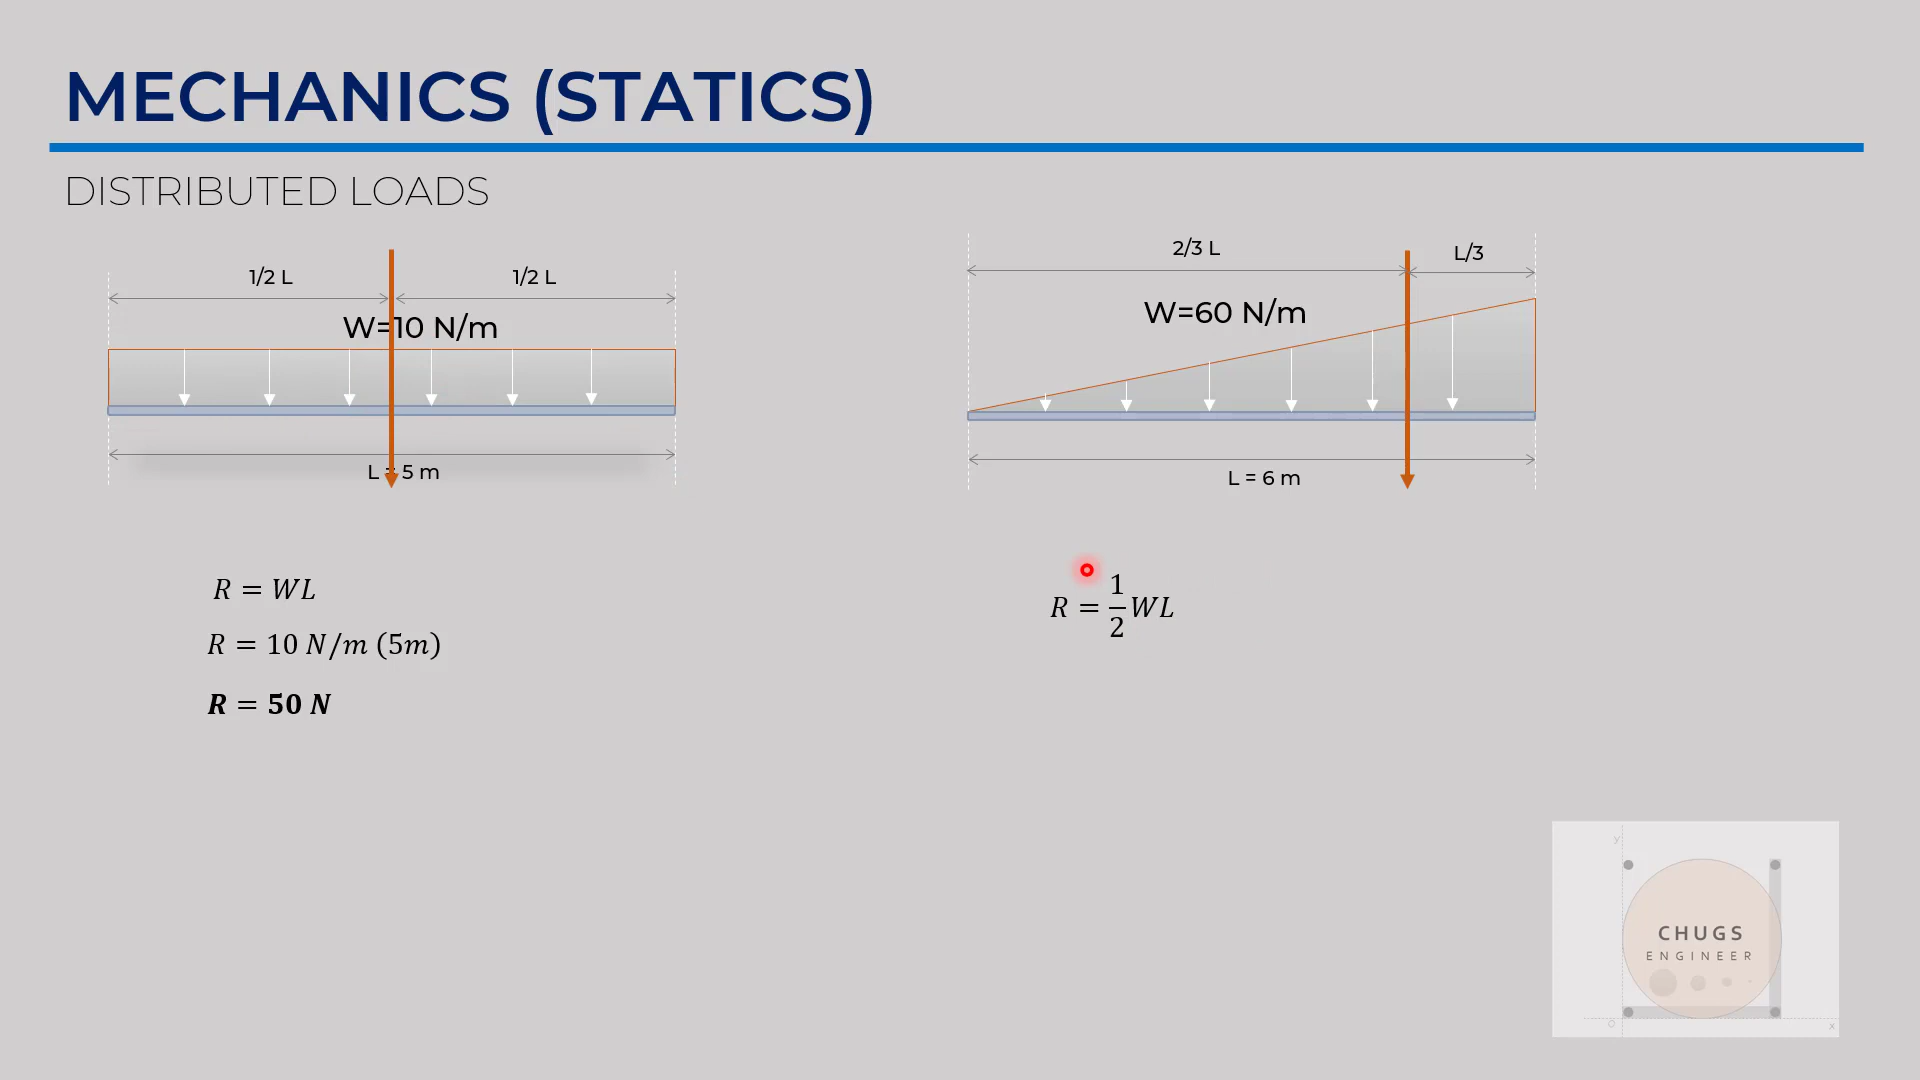 MECHANICS (STATICS)
DISTRIBUTED LOADS
1/2 L
1/2 L
W=10 N/m
L = 5 m
R = WL
R = 10 N/m (5m)
R = 50 N
2/3 L
L/3
W=60 N/m
L = 6 m
R = 1/2 WL
y
CHUGS
ENGINEER
O
x